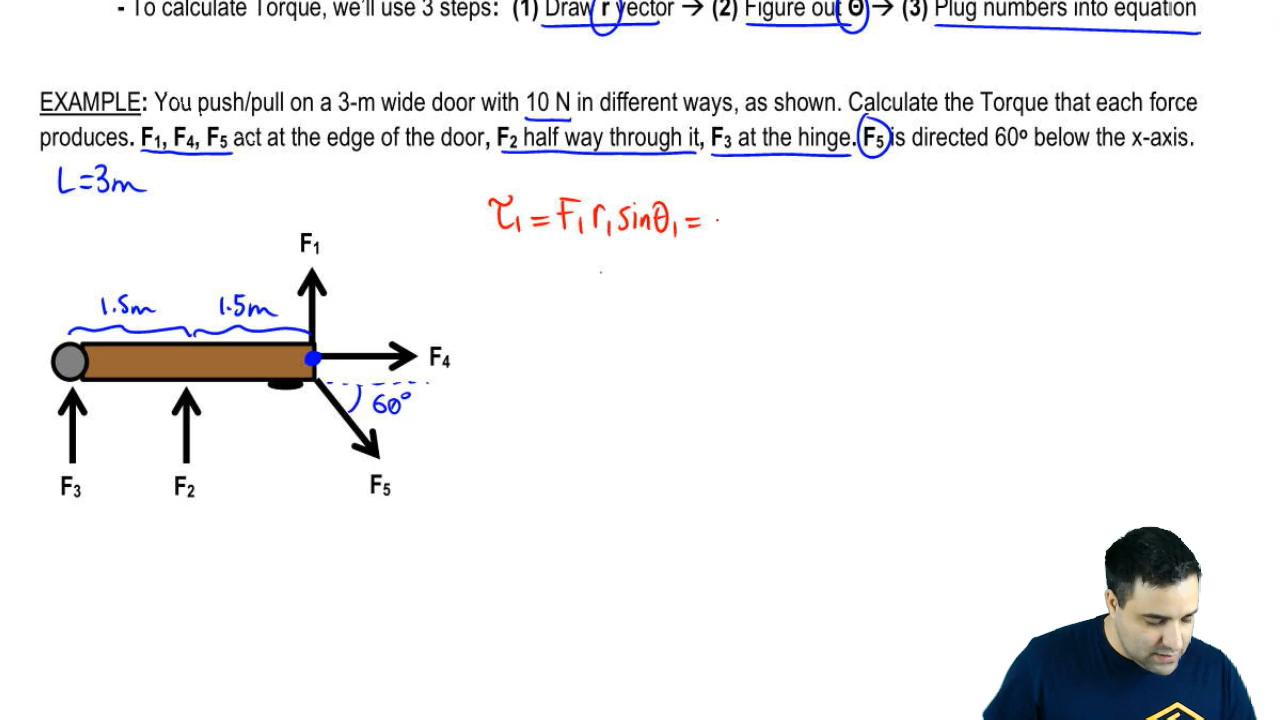 - To calculate Torque, we'll use 3 steps: (1) Draw r vector → (2) Figure out Θ → (3) Plug numbers into equation
EXAMPLE: You push/pull on a 3-m wide door with 10 N in different ways, as shown. Calculate the Torque that each force
produces. F₁, F₄, F₅ act at the edge of the door, F₂ half way through it, F₃ at the hinge. F₅ is directed 60º below the x-axis.
L=3m
τ₁ = F₁ r₁ sinθ₁ =
F₁
1.5m 1.5m
F₄
60°
F₃ F₂ F₅